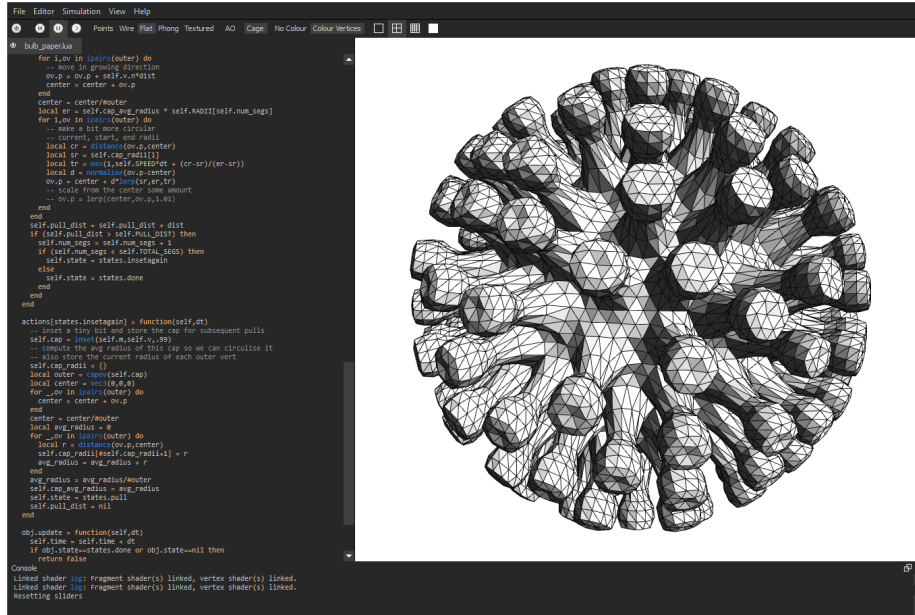 File Editor Simulation View Help
Points Wire Flat Phong Textured AO Cage No Colour Colour Vertices
bulb_paper.lua
for i,ov in ipairs(outer) do
-- move in growing direction
ov.p = ov.p + self.v.n*dist
center = center + ov.p
end
center = center/#outer
local er = self.cap_avg_radius * self.RADII[self.num_segs]
for i,ov in ipairs(outer) do
-- make a bit more circular
-- current, start, end radii
local cr = distance(ov.p,center)
local sr = self.cap_radii[i]
local tr = max(1,self.SPEED*dt + (cr-sr)/(er-sr))
local d = normalise(ov.p-center)
ov.p = center + d*lerp(sr,er,tr)
-- scale from the center some amount
-- ov.p = lerp(center,ov.p,1.01)
end
end
self.pull_dist = self.pull_dist + dist
if (self.pull_dist > self.PULL_DIST) then
self.num_segs = self.num_segs + 1
if (self.num_segs < self.TOTAL_SEGS) then
self.state = states.insetagain
else
self.state = states.done
end
end
end
actions[states.insetagain] = function(self,dt)
-- inset a tiny bit and store the cap for subsequent pulls
self.cap = inset(self.m,self.v,.99)
-- compute the avg radius of this cap so we can circulise it
-- also store the current radius of each outer vert
self.cap_radii = {}
local outer = capov(self.cap)
local center = vec3(0,0,0)
for _,ov in ipairs(outer) do
center = center + ov.p
end
center = center/#outer
local avg_radius = 0
for _,ov in ipairs(outer) do
local r = distance(ov.p,center)
self.cap_radii[#self.cap_radii+1] = r
avg_radius = avg_radius + r
end
avg_radius = avg_radius/#outer
self.cap_avg_radius = avg_radius
self.state = states.pull
self.pull_dist = nil
end
obj.update = function(self,dt)
self.time = self.time + dt
if obj.state==states.done or obj.state==nil then
return false
Console
Linked shader log: Fragment shader(s) linked, vertex shader(s) linked.
Linked shader log: Fragment shader(s) linked, vertex shader(s) linked.
Resetting sliders